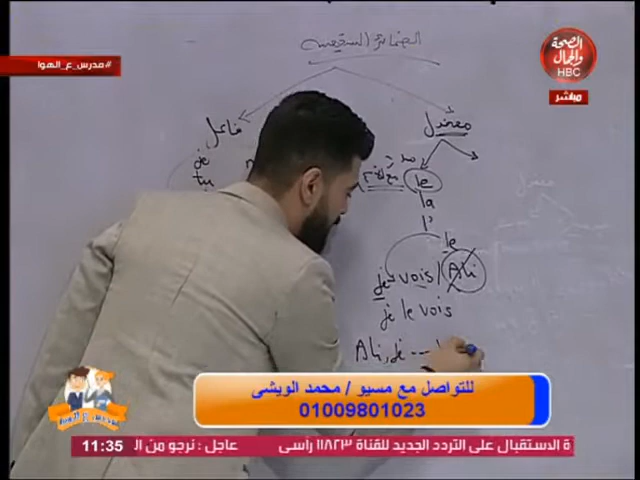 الضمائر الشخصية
الصحة
والجمال
HBC
مباشر
#مدرس_ع_الهوا
فاعل
je
tu
مفعول
le
la
l'
le
je vois / Ali
je le vois
Ali, je ...
للتواصل مع مسيو / محمد الويشى
01009801023
11:35
ة الاستقبال على التردد الجديد للقناة ١١٨٢٣ رأسى
عاجل : نرجو من ال